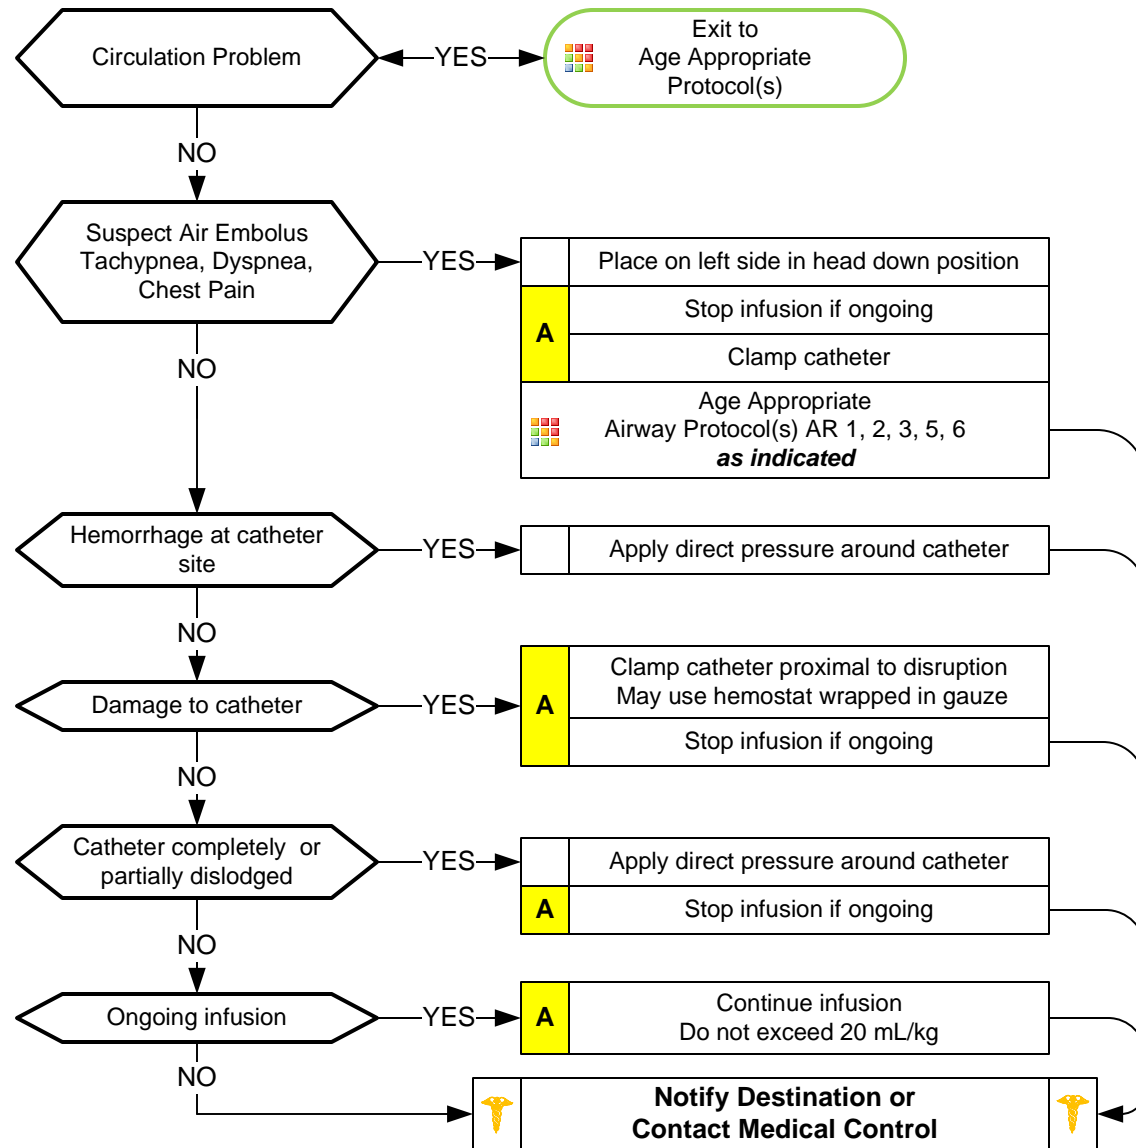 Circulation Problem
YES
Exit to
Age Appropriate
Protocol(s)
NO
Suspect Air Embolus
Tachypnea, Dyspnea,
Chest Pain
YES
Place on left side in head down position
A
Stop infusion if ongoing
Clamp catheter
Age Appropriate
Airway Protocol(s) AR 1, 2, 3, 5, 6
as indicated
NO
Hemorrhage at catheter
site
YES
Apply direct pressure around catheter
NO
Damage to catheter
YES
A
Clamp catheter proximal to disruption
May use hemostat wrapped in gauze
Stop infusion if ongoing
NO
Catheter completely or
partially dislodged
YES
Apply direct pressure around catheter
A
Stop infusion if ongoing
NO
Ongoing infusion
YES
A
Continue infusion
Do not exceed 20 mL/kg
NO
Notify Destination or
Contact Medical Control